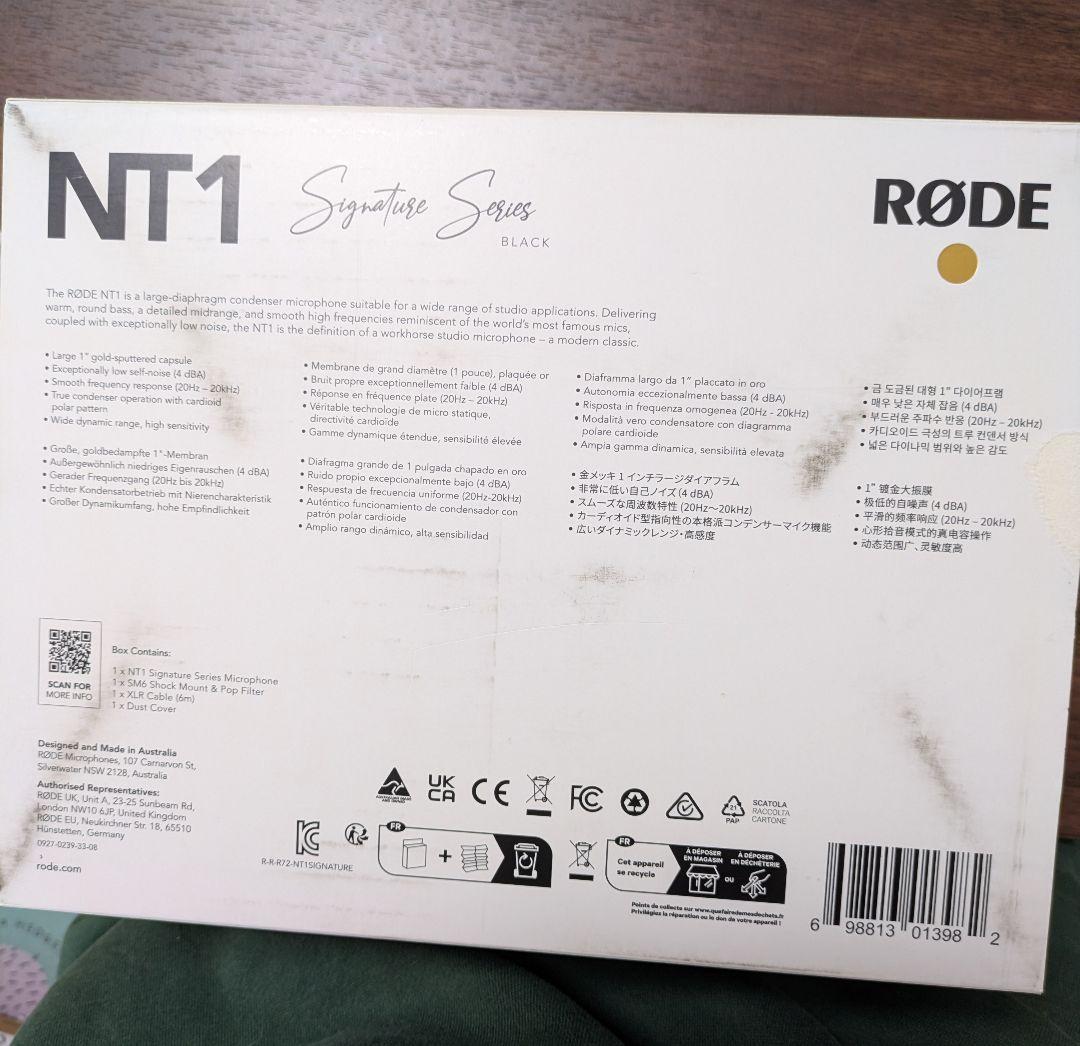 NT1
Signature Series
BLACK
RØDE
The RØDE NT1 is a large-diaphragm condenser microphone suitable for a wide range of studio applications. Delivering
warm, round bass, a detailed midrange, and smooth high frequencies reminiscent of the world's most famous mics,
coupled with exceptionally low noise, the NT1 is the definition of a workhorse studio microphone – a modern classic.
• Large 1" gold-sputtered capsule
• Exceptionally low self-noise (4 dBA)
• Smooth frequency response (20Hz – 20kHz)
• True condenser operation with cardioid
polar pattern
• Wide dynamic range, high sensitivity
• Große, goldbedampfte 1"-Membran
• Außergewöhnlich niedriges Eigenrauschen (4 dBA)
• Gerader Frequenzgang (20Hz bis 20kHz)
• Echter Kondensatorbetrieb mit Nierencharakteristik
• Großer Dynamikumfang, hohe Empfindlichkeit
• Membrane de grand diamètre (1 pouce), plaquée or
• Bruit propre exceptionnellement faible (4 dBA)
• Réponse en fréquence plate (20Hz – 20kHz)
• Véritable technologie de micro statique,
directivité cardioïde
• Gamme dynamique étendue, sensibilité élevée
• Diafragma grande de 1 pulgada chapado en oro
• Ruido propio excepcionalmente bajo (4 dBA)
• Respuesta de frecuencia uniforme (20Hz-20kHz)
• Auténtico funcionamiento de condensador con
patrón polar cardioide
• Amplio rango dinámico, alta sensibilidad
• Diaframma largo da 1" placcato in oro
• Autonomia eccezionalmente bassa (4 dBA)
• Risposta in frequenza omogenea (20Hz - 20kHz)
• Modalità vero condensatore con diagramma
polare cardioide
• Ampia gamma dinamica, sensibilità elevata
• 金メッキ 1 インチラージダイアフラム
• 非常に低い自己ノイズ (4 dBA)
• スムーズな周波数特性 (20Hz〜20kHz)
• カーディオイド型指向性の本格派コンデンサーマイク機能
• 広いダイナミックレンジ・高感度
• 금 도금된 대형 1" 다이어프램
• 매우 낮은 자체 잡음 (4 dBA)
• 부드러운 주파수 반응 (20Hz – 20kHz)
• 카디오이드 극성의 트루 컨덴서 방식
• 넓은 다이나믹 범위와 높은 감도
• 1" 镀金大振膜
• 极低的自噪声 (4 dBA)
• 平滑的频率响应 (20Hz – 20kHz)
• 心形拾音模式的真电容操作
• 动态范围广、灵敏度高
SCAN FOR
MORE INFO
Box Contains:
1 x NT1 Signature Series Microphone
1 x SM6 Shock Mount & Pop Filter
1 x XLR Cable (6m)
1 x Dust Cover
Designed and Made in Australia
RØDE Microphones, 107 Carnarvon St,
Silverwater NSW 2128, Australia
Authorised Representatives:
RØDE UK, Unit A, 23-25 Sunbeam Rd,
London NW10 6JP, United Kingdom
RØDE EU, Neukirchner Str. 18, 65510
Hünstetten, Germany
0927-0239-33-08
rode.com
UK
CA
CE
FC
21
PAP
SCATOLA
RACCOLTA
CARTONE
R-R-R72-NT1SIGNATURE
FR
+
FR
Cet appareil
se recycle
À DÉPOSER
EN MAGASIN
OU
À DÉPOSER
EN DÉCHÈTERIE
Points de collecte sur www.quefairedemesdechets.fr
Privilégiez la réparation ou le don de votre appareil !
6 98813 01398 2